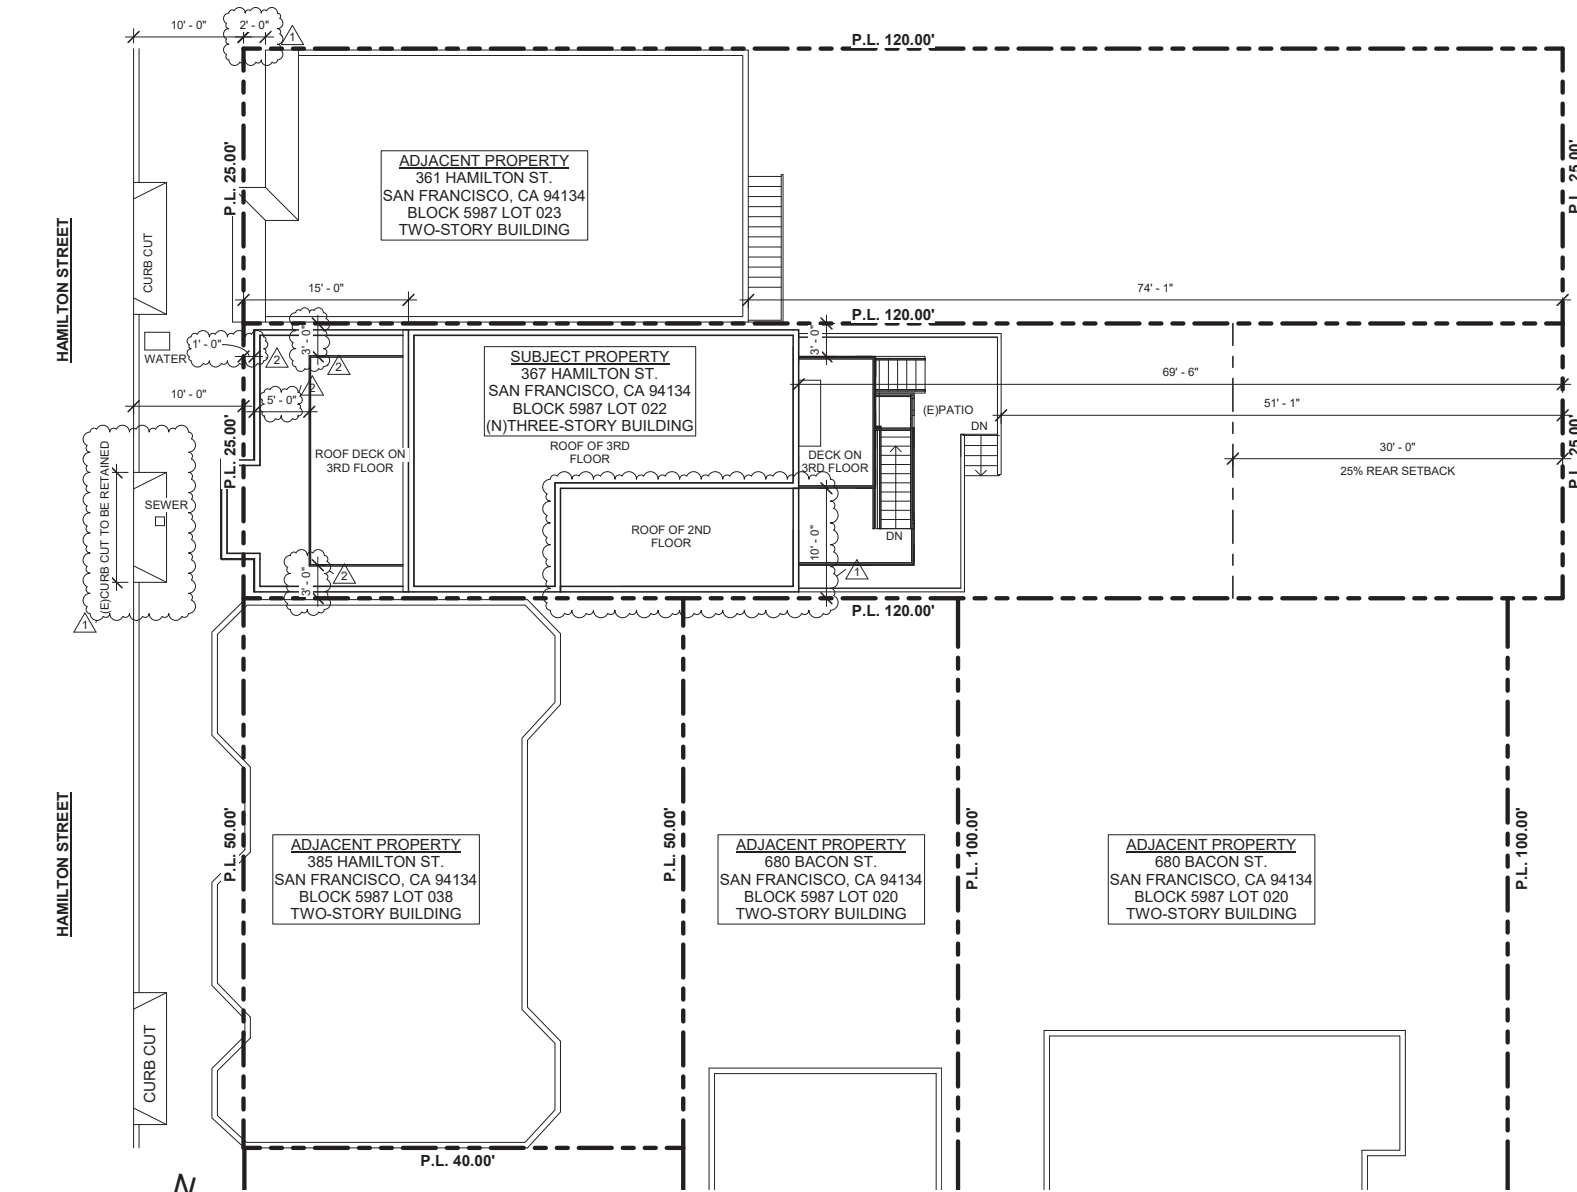 10' - 0"
2' - 0"
1
P.L. 120.00'
P.L. 25.00'
P.L. 25.00'
ADJACENT PROPERTY
361 HAMILTON ST.
SAN FRANCISCO, CA 94134
BLOCK 5987 LOT 023
TWO-STORY BUILDING
HAMILTON STREET
CURB CUT
15' - 0"
74' - 1"
P.L. 120.00'
WATER
1' - 0"
2
3' - 0"
2
2
5' - 0"
10' - 0"
P.L. 25.00'
SUBJECT PROPERTY
367 HAMILTON ST.
SAN FRANCISCO, CA 94134
BLOCK 5987 LOT 022
(N)THREE-STORY BUILDING
ROOF OF 3RD
FLOOR
ROOF DECK ON
3RD FLOOR
3' - 0"
69' - 6"
51' - 1"
(E)PATIO
DN
DECK ON
3RD FLOOR
30' - 0"
25% REAR SETBACK
P.L. 25.00'
(E)CURB CUT TO BE RETAINED
SEWER
1
ROOF OF 2ND
FLOOR
10' - 0"
DN
1
3' - 0"
2
P.L. 120.00'
HAMILTON STREET
P.L. 50.00'
ADJACENT PROPERTY
385 HAMILTON ST.
SAN FRANCISCO, CA 94134
BLOCK 5987 LOT 038
TWO-STORY BUILDING
P.L. 50.00'
ADJACENT PROPERTY
680 BACON ST.
SAN FRANCISCO, CA 94134
BLOCK 5987 LOT 020
TWO-STORY BUILDING
P.L. 100.00'
ADJACENT PROPERTY
680 BACON ST.
SAN FRANCISCO, CA 94134
BLOCK 5987 LOT 020
TWO-STORY BUILDING
P.L. 100.00'
CURB CUT
P.L. 40.00'
N